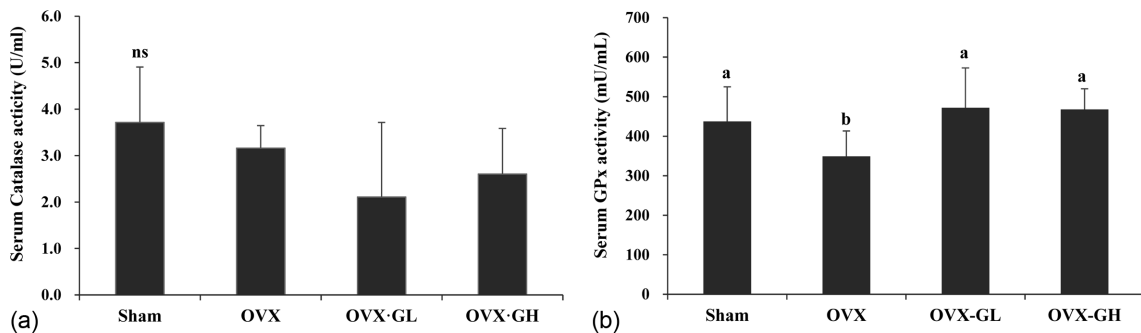 Serum Catalase acticity (U/ml)
6.0
5.0
4.0
3.0
2.0
1.0
0.0
ns
Sham OVX OVX·GL OVX·GH
(a)
Serum GPx activity (mU/mL)
700
600
500
400
300
200
100
0
a
b
a
a
Sham OVX OVX-GL OVX-GH
(b)